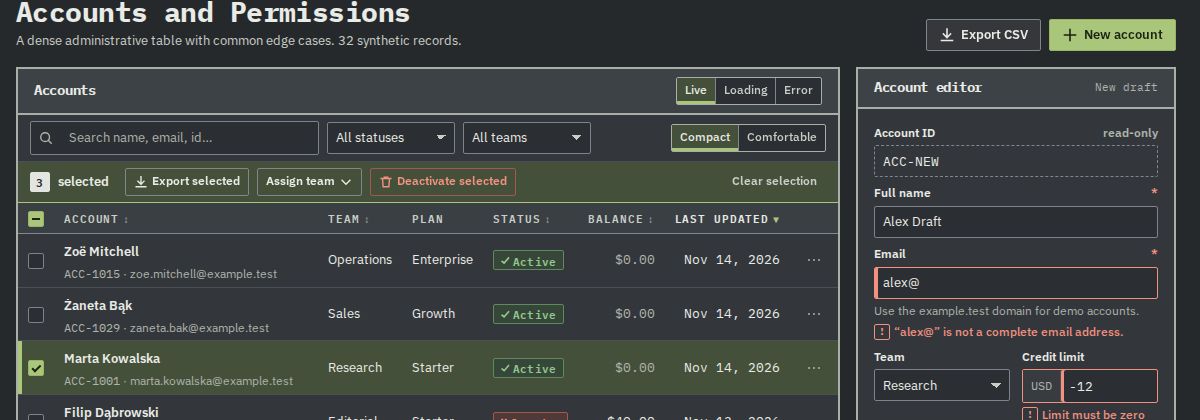 Accounts and Permissions
A dense administrative table with common edge cases. 32 synthetic records.
Export CSV
New account
Accounts
Live Loading Error
Search name, email, id...
All statuses
All teams
Compact Comfortable
3 selected
Export selected
Assign team
Deactivate selected
Clear selection
ACCOUNT TEAM PLAN STATUS BALANCE LAST UPDATED
Zoë Mitchell
ACC-1015 · zoe.mitchell@example.test
Operations Enterprise Active $0.00 Nov 14, 2026
Żaneta Bąk
ACC-1029 · zaneta.bak@example.test
Sales Growth Active $0.00 Nov 14, 2026
Marta Kowalska
ACC-1001 · marta.kowalska@example.test
Research Starter Active $0.00 Nov 14, 2026
Filip Dąbrowski
Account editor
New draft
Account ID read-only
ACC-NEW
Full name *
Alex Draft
Email *
alex@
Use the example.test domain for demo accounts.
! “alex@” is not a complete email address.
Team
Research
Credit limit
USD -12
! Limit must be zero